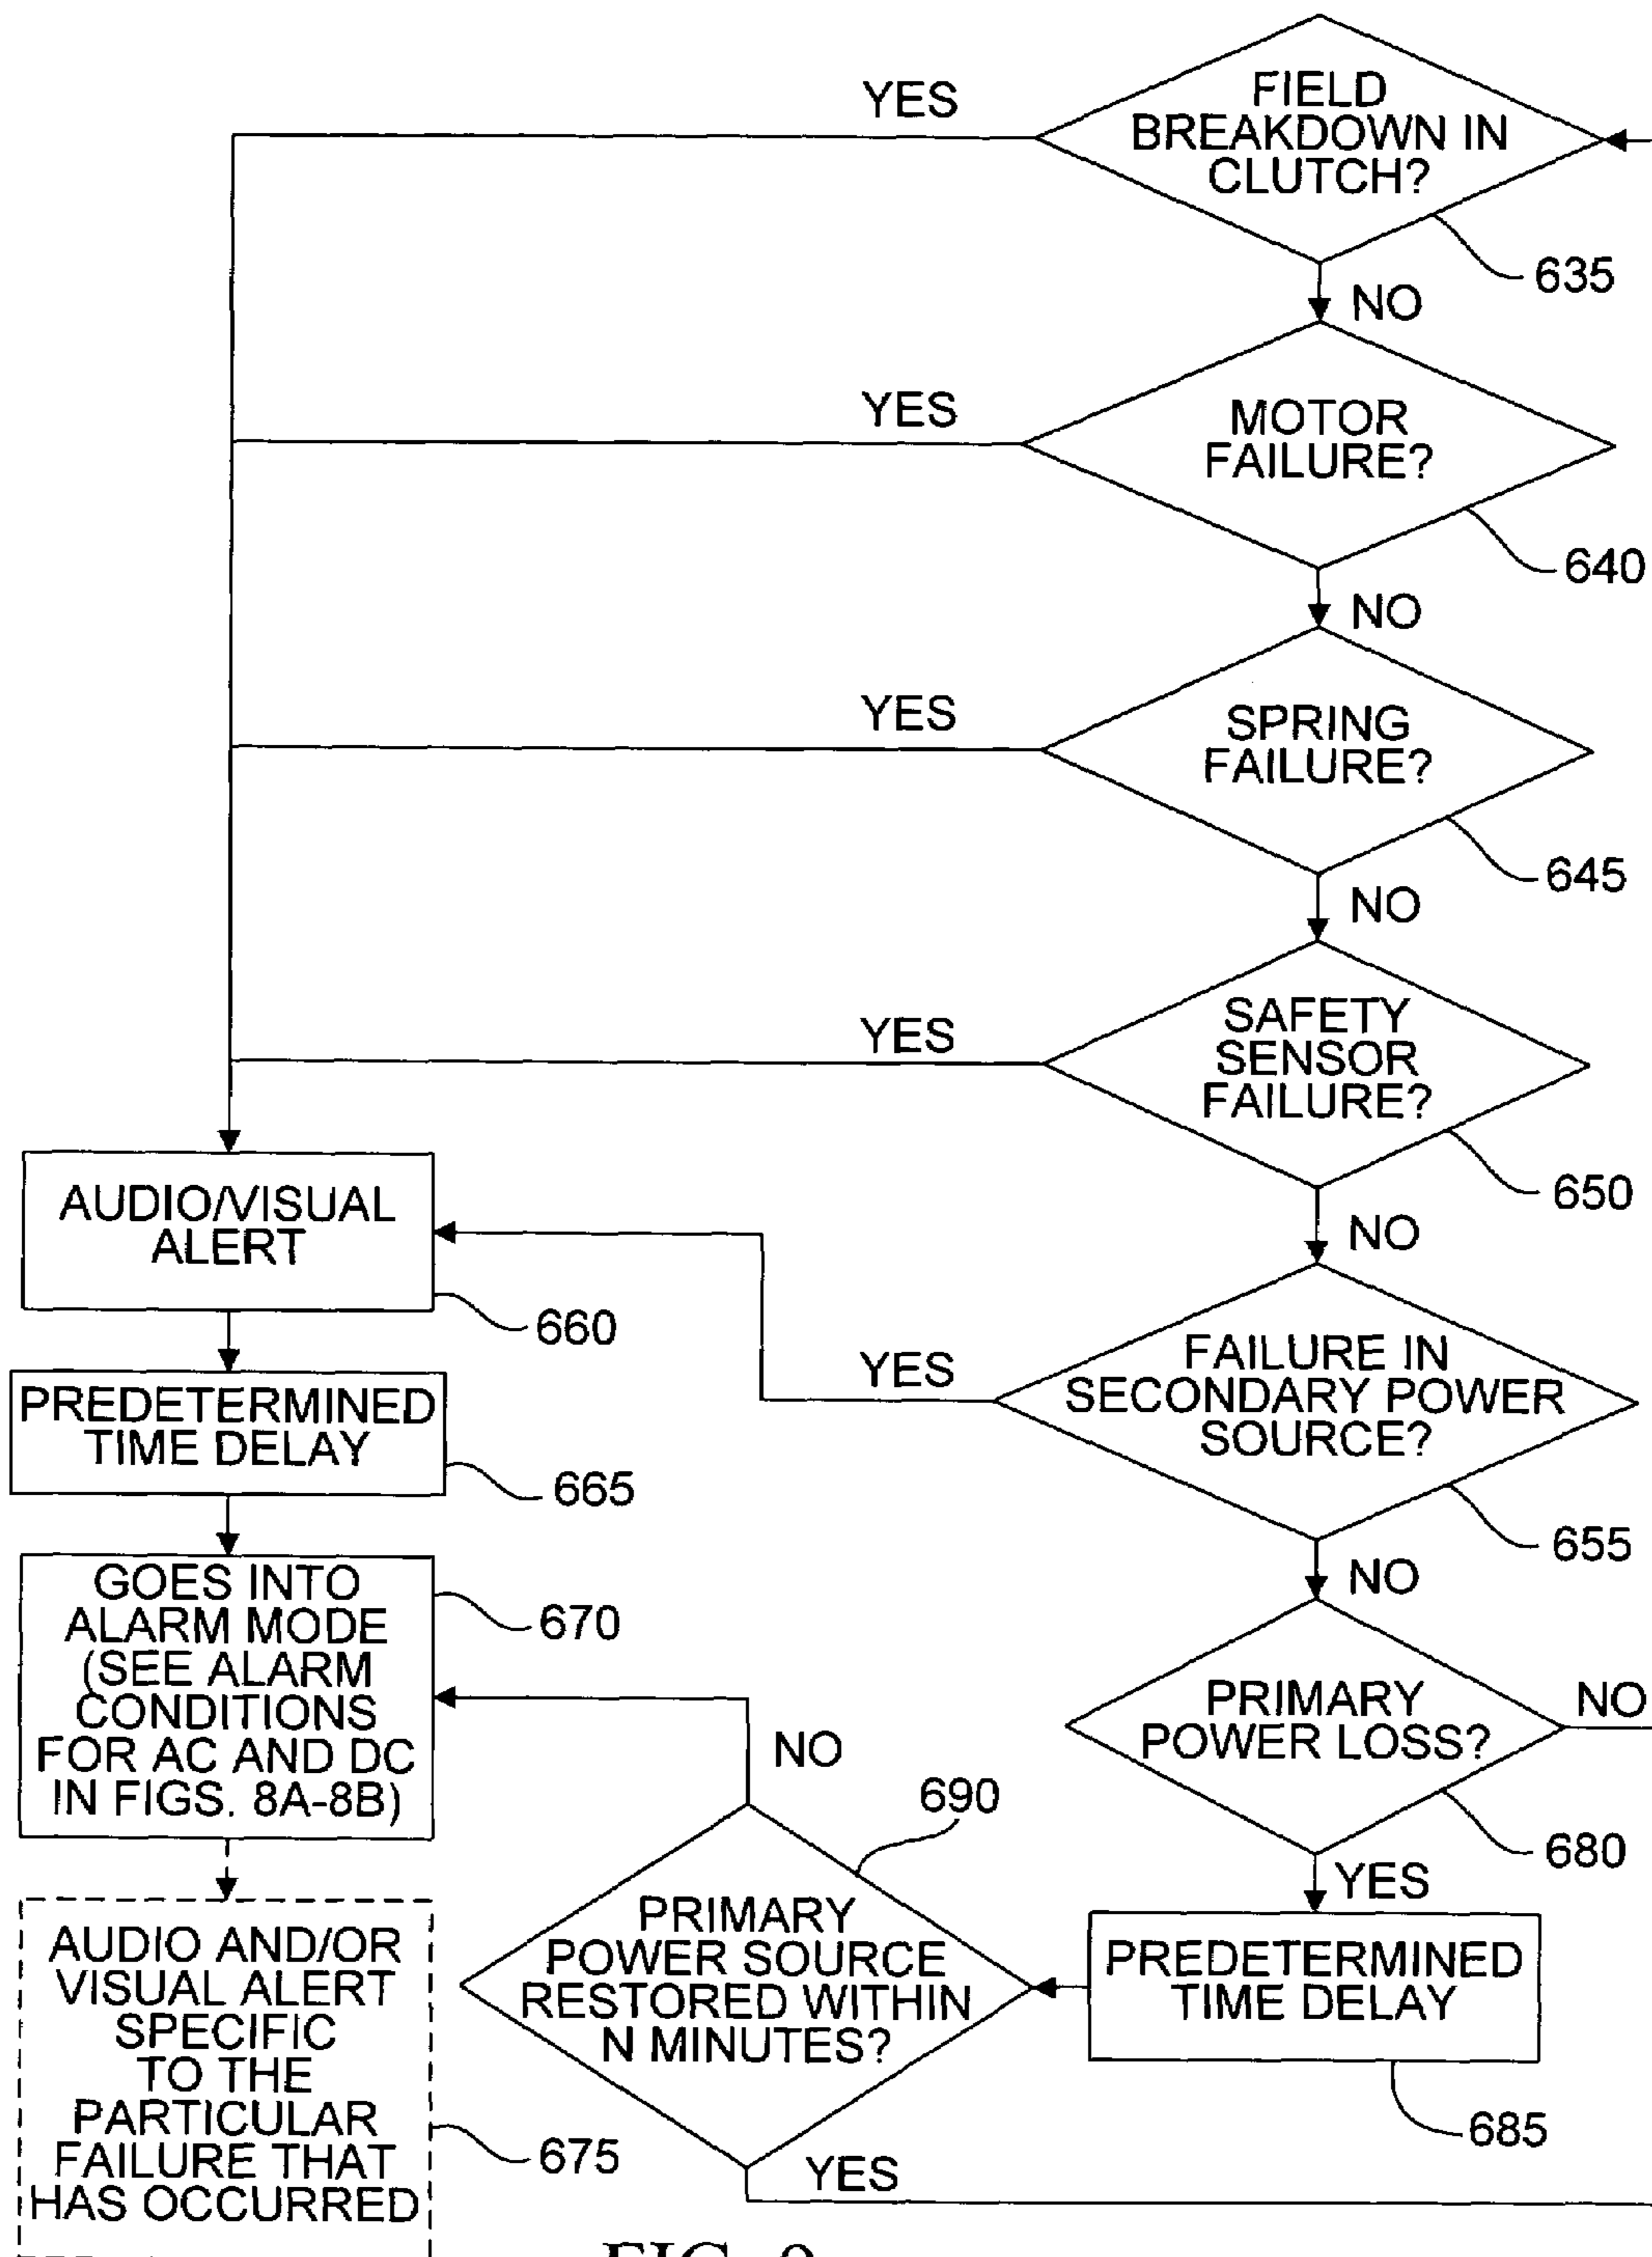 YES
FIELD
BREAKDOWN IN
CLUTCH?
635
NO
YES
MOTOR
FAILURE?
640
NO
YES
SPRING
FAILURE?
645
NO
YES
SAFETY
SENSOR
FAILURE?
650
NO
AUDIO/VISUAL
ALERT
660
YES
FAILURE IN
SECONDARY POWER
SOURCE?
655
NO
PREDETERMINED
TIME DELAY
665
GOES INTO
ALARM MODE
(SEE ALARM
CONDITIONS
FOR AC AND DC
IN FIGS. 8A-8B)
670
NO
PRIMARY
POWER LOSS?
NO
680
YES
690
PRIMARY
POWER SOURCE
RESTORED WITHIN
N MINUTES?
YES
PREDETERMINED
TIME DELAY
685
AUDIO AND/OR
VISUAL ALERT
SPECIFIC
TO THE
PARTICULAR
FAILURE THAT
HAS OCCURRED
675